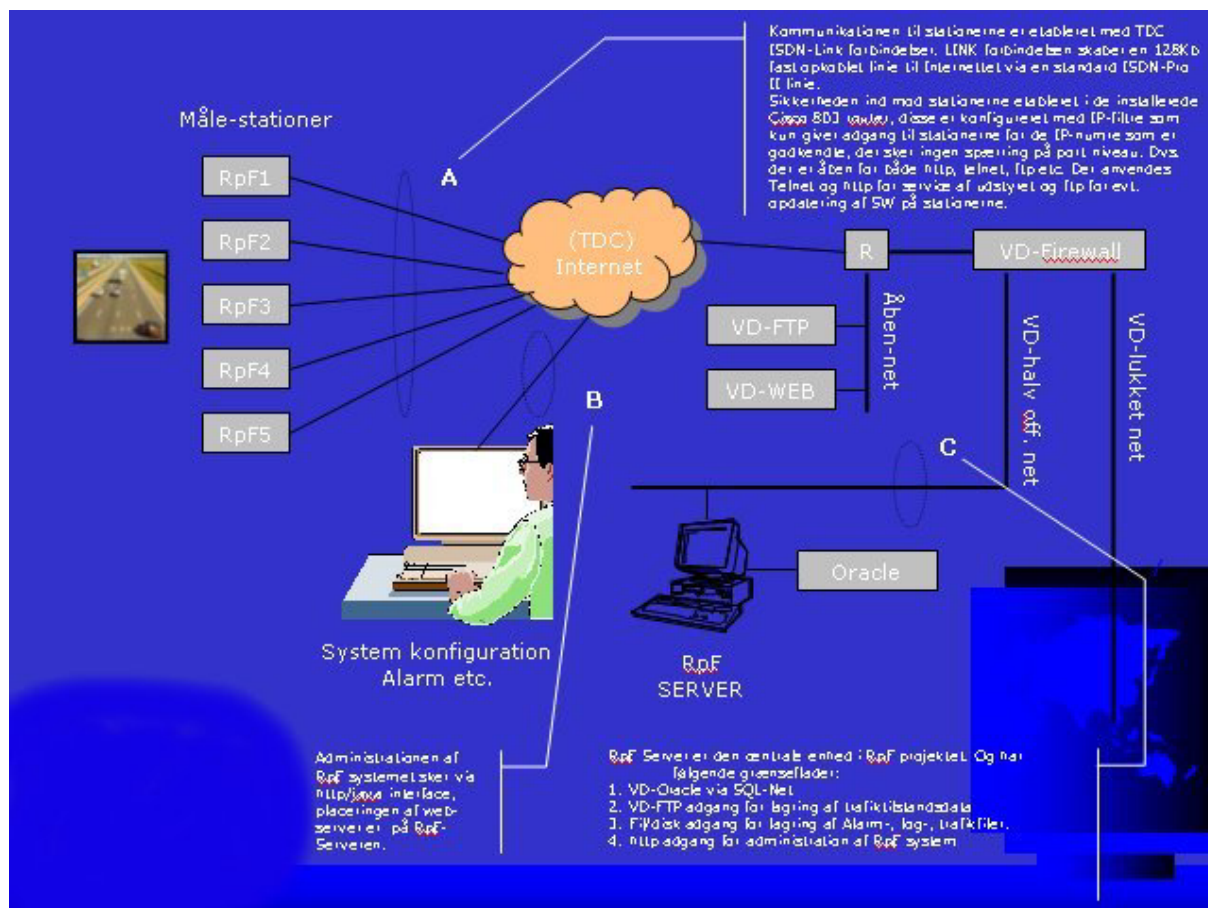 Kommunikationen til stationerne er etableret med TDC
ISDN-Link forbindelser. LINK forbindelsen skaber en 128Kb
fast opkoblet linie til Internettet via en standard ISDN-Pro
II linie.
Sikkerheden ind mod stationerne etableret i de installerede
Cisco 803 router, disse er konfigureret med IP-filtre som
kun giver adgang til stationerne for de IP-numre som er
godkendte, der sker ingen spærring på port niveau. Dvs.
der er åben for både http, telnet, ftp etc. Der anvendes
Telnet og http for service af udstyret og ftp for evt.
opdatering af SW på stationerne.
Måle-stationer
RpF1
RpF2
RpF3
RpF4
RpF5
A
(TDC)
Internet
R
VD-Firewall
VD-FTP
VD-WEB
Åben-net
VD-halv off. net
VD-lukket net
B
C
Oracle
System konfiguration
Alarm etc.
RpF
SERVER
Administrationen af
RpF systemet sker via
http/java interface,
placeringen af web-
server er på RpF-
Serveren.
RpF Server er den centrale enhed i RpF projektet. Og har
følgende grænseflader:
1. VD-Oracle via SQL-Net
2. VD-FTP adgang for lagring af trafiktilstandsdata
3. Fil/disk adgang for lagring af Alarm-, log-, trafikfiler.
4. http adgang for administration af RpF system